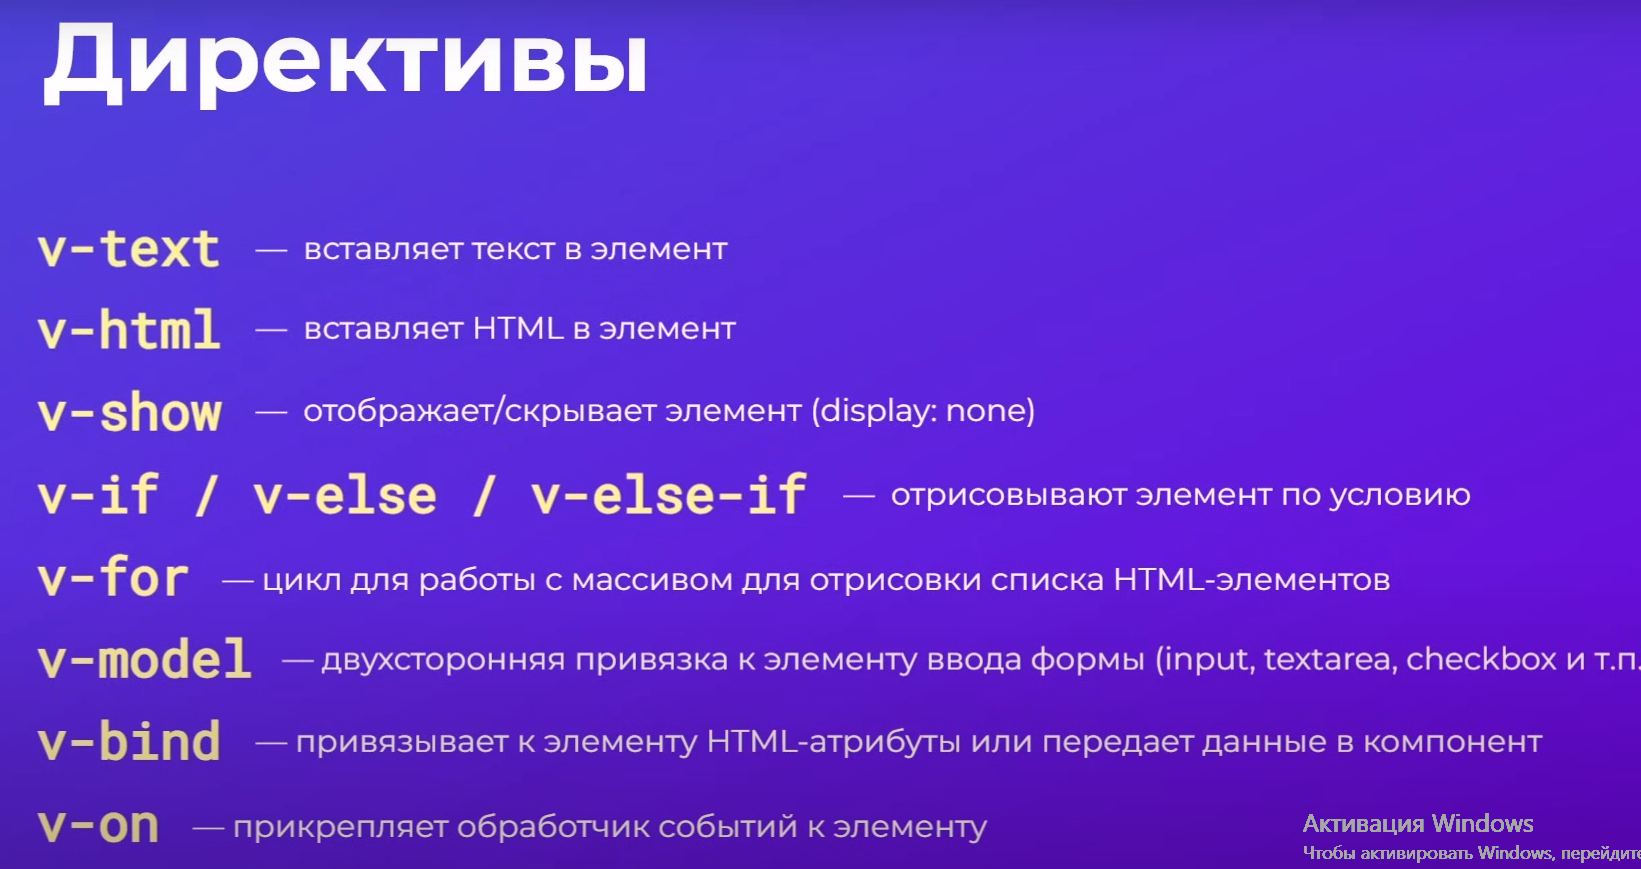 Директивы
v-text — вставляет текст в элемент
v-html — вставляет HTML в элемент
v-show — отображает/скрывает элемент (display: none)
v-if / v-else / v-else-if — отрисовывают элемент по условию
v-for — цикл для работы с массивом для отрисовки списка HTML-элементов
v-model — двухсторонняя привязка к элементу ввода формы (input, textarea, checkbox и т.п.
v-bind — привязывает к элементу HTML-атрибуты или передает данные в компонент
v-on — прикрепляет обработчик событий к элементу
Активация Windows
Чтобы активировать Windows, перейдите